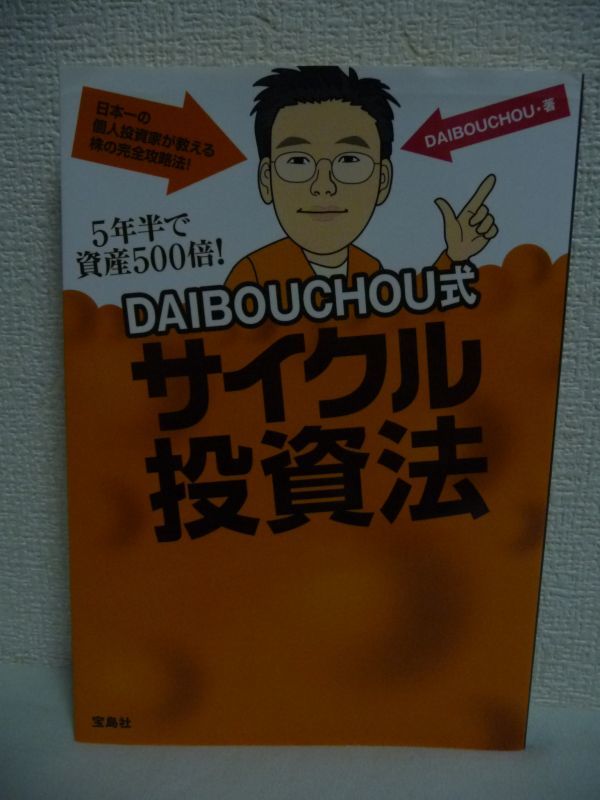 日本一の
個人投資家が教える
株の完全攻略法!
DAIBOUCHOU・著
5年半で
資産500倍!
DAIBOUCHOU式
サイクル
投資法
宝島社